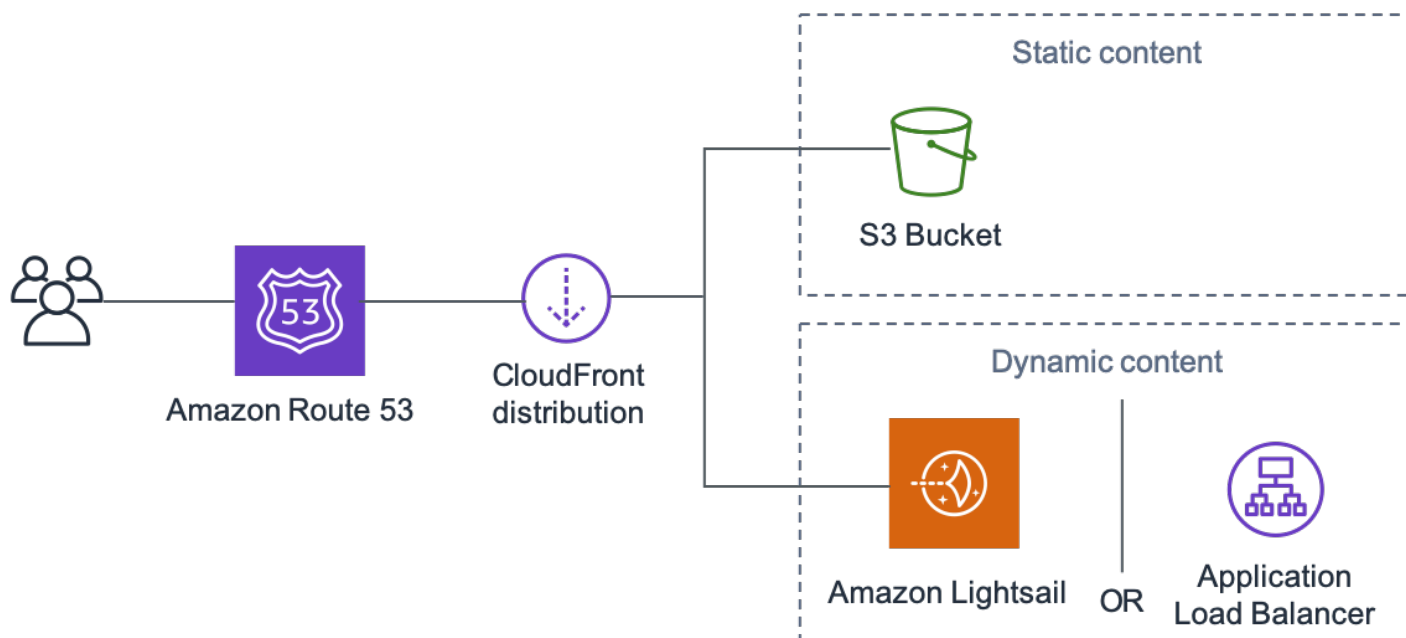 Static content
S3 Bucket
53
Amazon Route 53
CloudFront
distribution
Dynamic content
Amazon Lightsail
OR
Application
Load Balancer